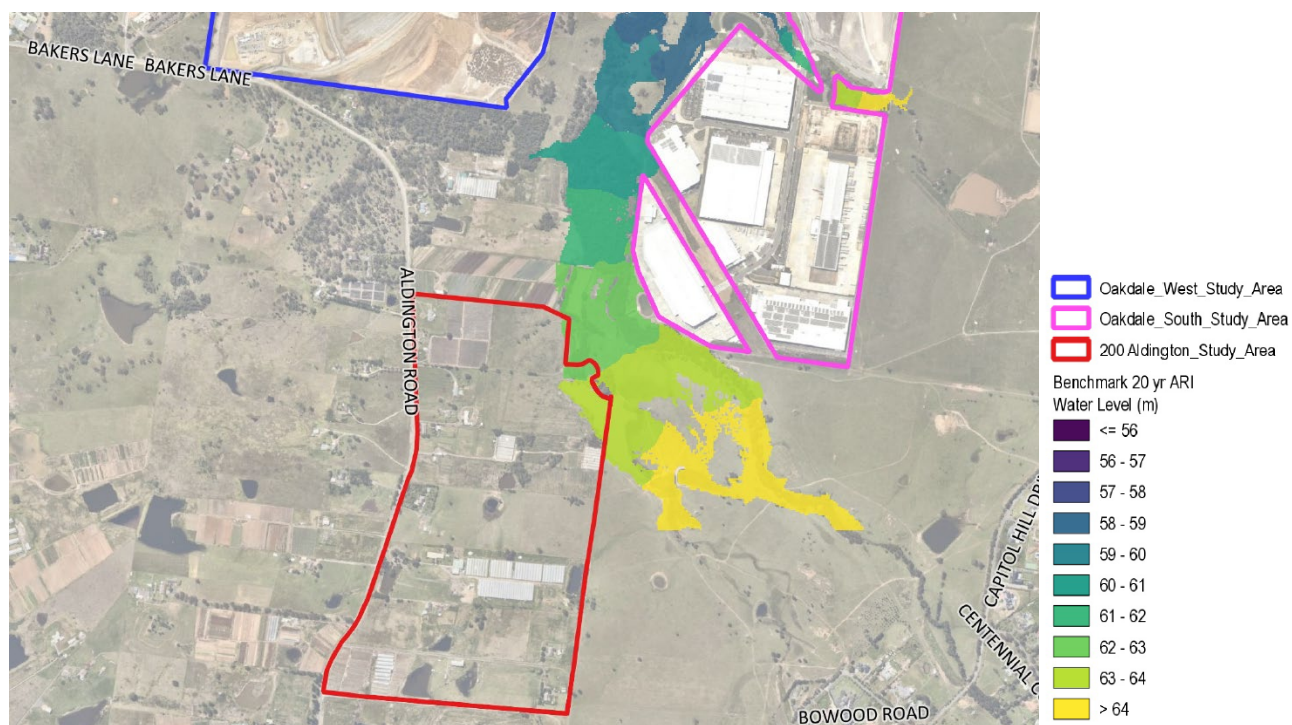 BAKERS LANE BAKERS LANE
ALDINGTON ROAD
CAPITOL HILL DRI
CENTENNIAL C
BOWOOD ROAD
Oakdale_West_Study_Area
Oakdale_South_Study_Area
200 Aldington_Study_Area
Benchmark 20 yr ARI
Water Level (m)
<= 56
56 - 57
57 - 58
58 - 59
59 - 60
60 - 61
61 - 62
62 - 63
63 - 64
> 64